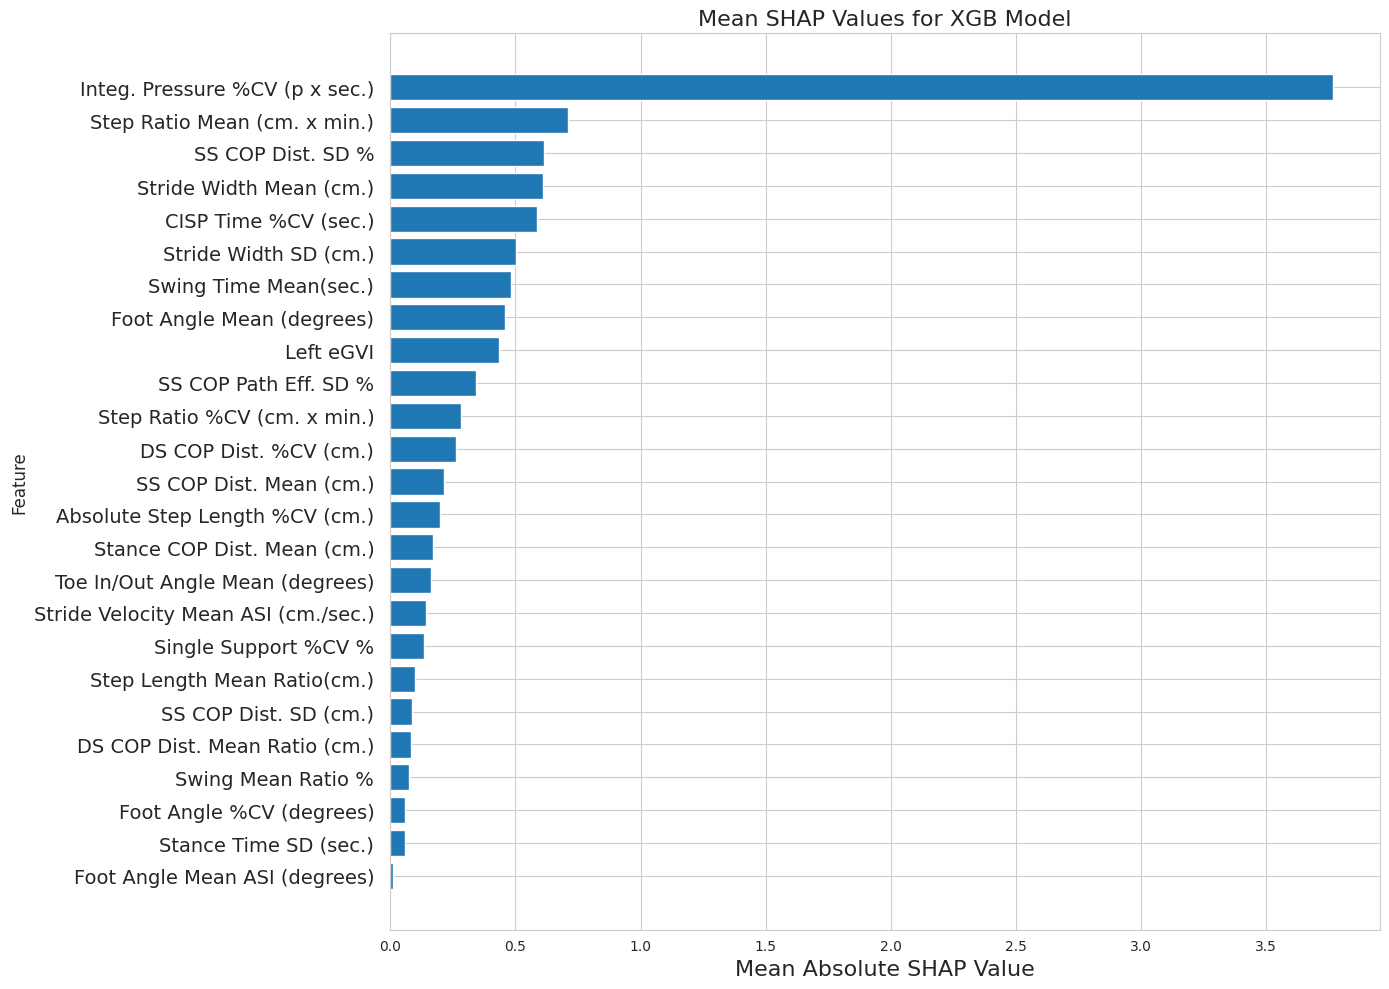 Mean SHAP Values for XGB Model
Integ. Pressure %CV (p x sec.)
Step Ratio Mean (cm. x min.)
SS COP Dist. SD %
Stride Width Mean (cm.)
CISP Time %CV (sec.)
Stride Width SD (cm.)
Swing Time Mean(sec.)
Foot Angle Mean (degrees)
Left eGVI
SS COP Path Eff. SD %
Step Ratio %CV (cm. x min.)
DS COP Dist. %CV (cm.)
SS COP Dist. Mean (cm.)
Absolute Step Length %CV (cm.)
Stance COP Dist. Mean (cm.)
Toe In/Out Angle Mean (degrees)
Stride Velocity Mean ASI (cm./sec.)
Single Support %CV %
Step Length Mean Ratio(cm.)
SS COP Dist. SD (cm.)
DS COP Dist. Mean Ratio (cm.)
Swing Mean Ratio %
Foot Angle %CV (degrees)
Stance Time SD (sec.)
Foot Angle Mean ASI (degrees)
Feature
0.0 0.5 1.0 1.5 2.0 2.5 3.0 3.5
Mean Absolute SHAP Value